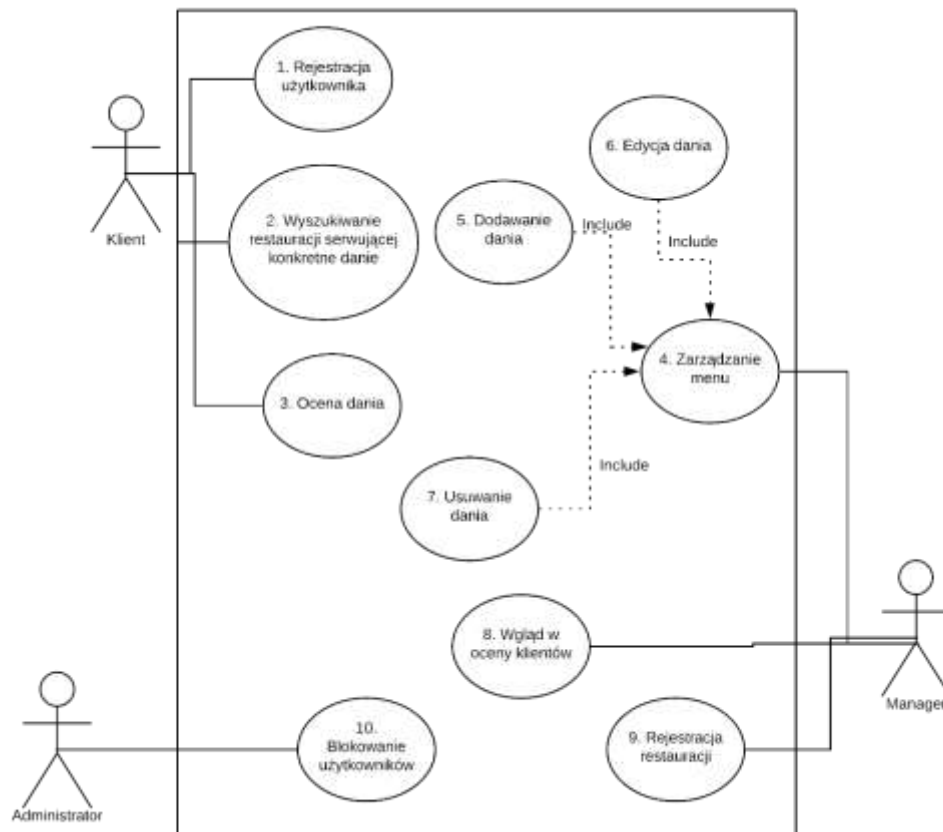 1. Rejestracja
użytkownika
6. Edycja dania
2. Wyszukiwanie
restauracji serwującej
konkretne danie
5. Dodawanie
dania
Include
Include
Klient
4. Zarządzanie
menu
3. Ocena dania
Include
7. Usuwanie
dania
8. Wgląd w
oceny klientów
Manager
10.
Blokowanie
użytkowników
9. Rejestracja
restauracji
Administrator